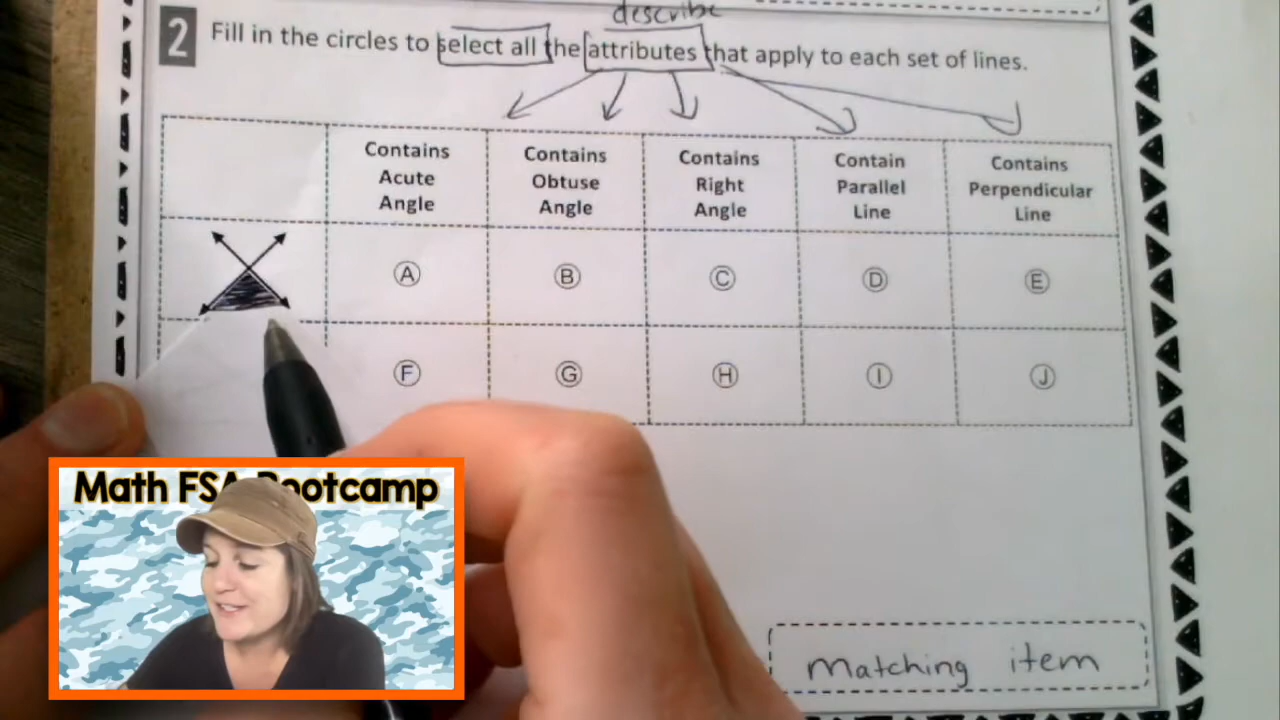 describe
2 Fill in the circles to select all the attributes that apply to each set of lines.
Contains Acute Angle
Contains Obtuse Angle
Contains Right Angle
Contain Parallel Line
Contains Perpendicular Line
A B C D E
F G H I J
Math FSA Bootcamp
Matching item